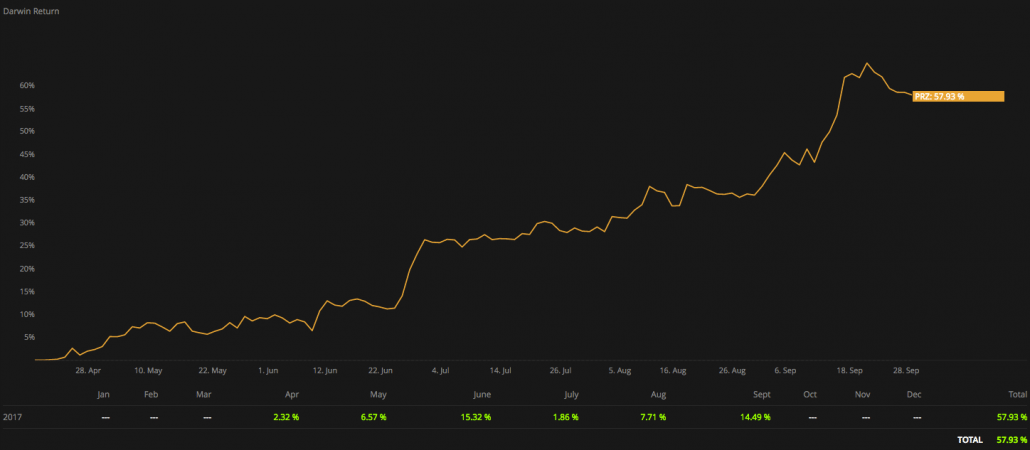 Darwin Return
60%
55%
50%
45%
40%
35%
30%
25%
20%
15%
10%
5%
PRZ: 57.93 %
28. Apr 10. May 22. May 1. Jun 12. Jun 22. Jun 4. Jul 14. Jul 26. Jul 5. Aug 16. Aug 26. Aug 6. Sep 18. Sep 28. Sep
Jan Feb Mar Apr May June July Aug Sept Oct Nov Dec Total
2017 --- --- --- 2.32 % 6.57 % 15.32 % 1.86 % 7.71 % 14.49 % --- --- --- 57.93 %
TOTAL 57.93 %